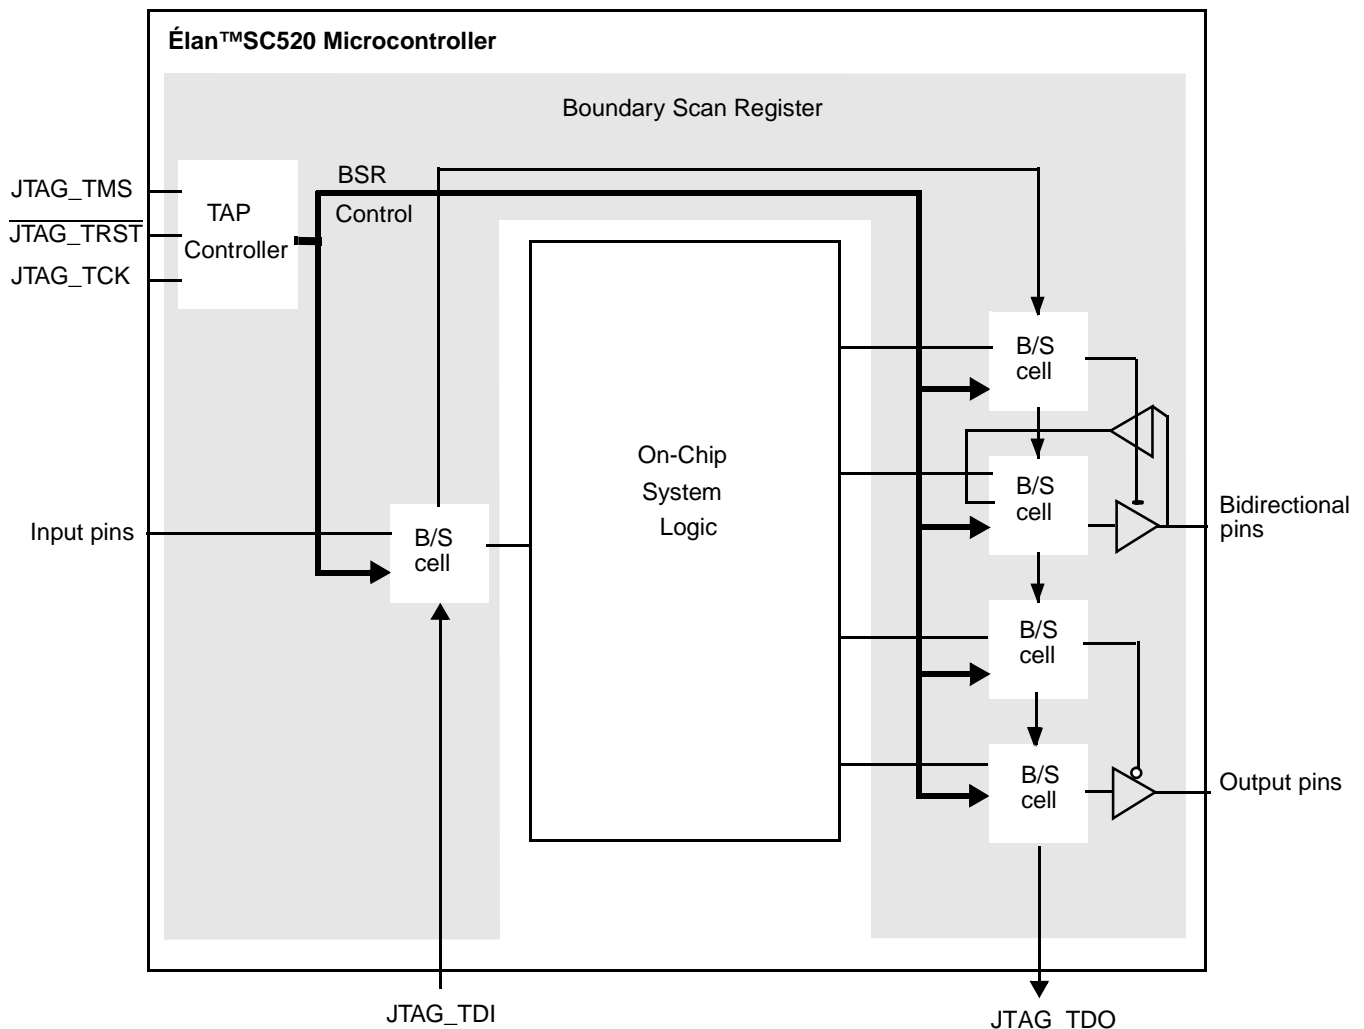 Élan™SC520 Microcontroller
Boundary Scan Register
JTAG_TMS
JTAG_TRST
JTAG_TCK
TAP
Controller
BSR
Control
B/S
cell
On-Chip
System
Logic
B/S
cell
Input pins
B/S
cell
Bidirectional
pins
B/S
cell
B/S
cell
Output pins
JTAG_TDI
JTAG_TDO